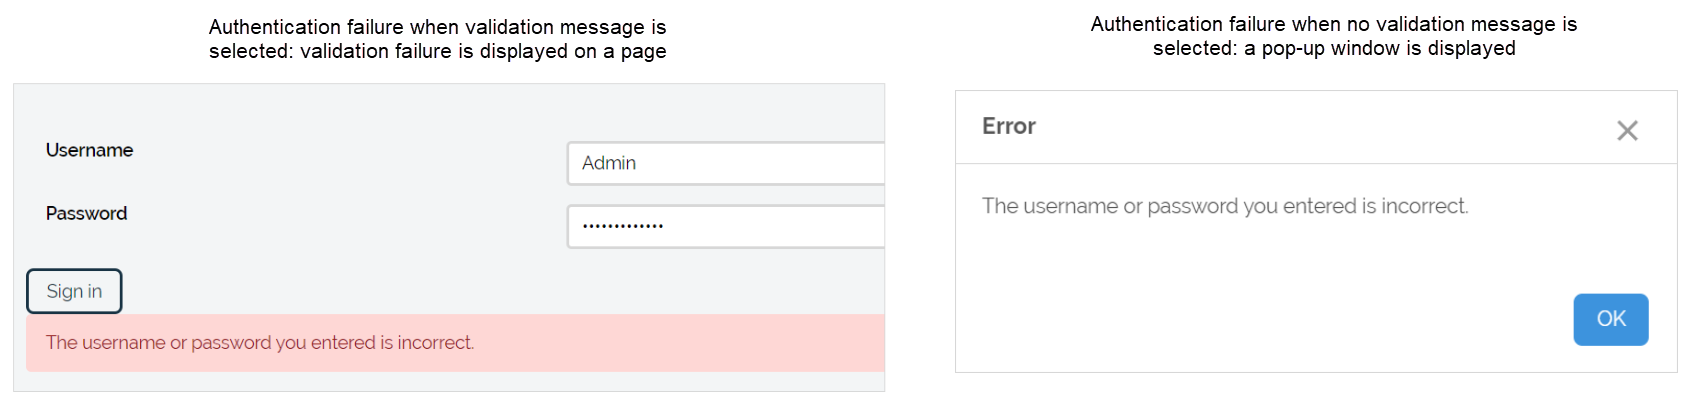 Authentication failure when validation message is
selected: validation failure is displayed on a page
Username
Admin
Password
•••••••••••••
Sign in
The username or password you entered is incorrect.
Authentication failure when no validation message is
selected: a pop-up window is displayed
Error
The username or password you entered is incorrect.
OK